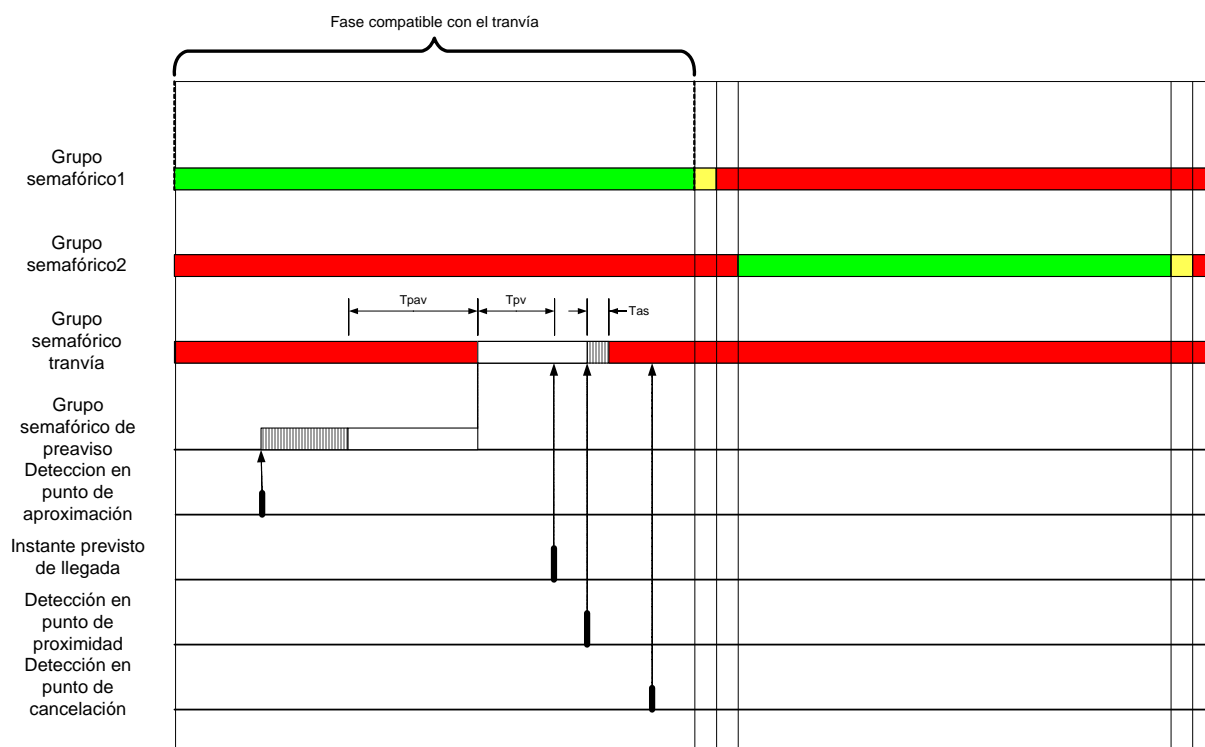 Fase compatible con el tranvía
Grupo
semafórico1
Grupo
semafórico2
Tpav
Tpv
Tas
Grupo
semafórico
tranvía
Grupo
semafórico de
preaviso
Deteccion en
punto de
aproximación
Instante previsto
de llegada
Detección en
punto de
proximidad
Detección en
punto de
cancelación